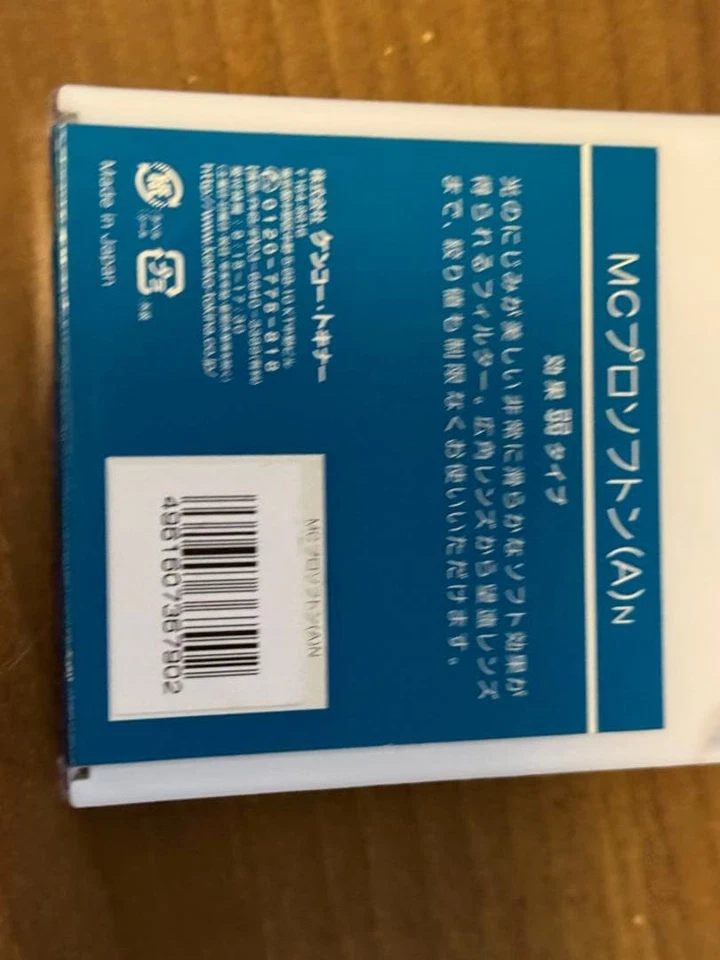 MCプロソフトン(A)N
効果 弱タイプ
光のにじみが美しい非常に滑らかなソフト効果が
得られるフィルター。広角レンズから望遠レンズ
まで、絞り値も制限なくお使いいただけます。
株式会社 ケンコー・トキナー
0120-775-818
Made in Japan
MCプロソフトン(A)N
4961607367902